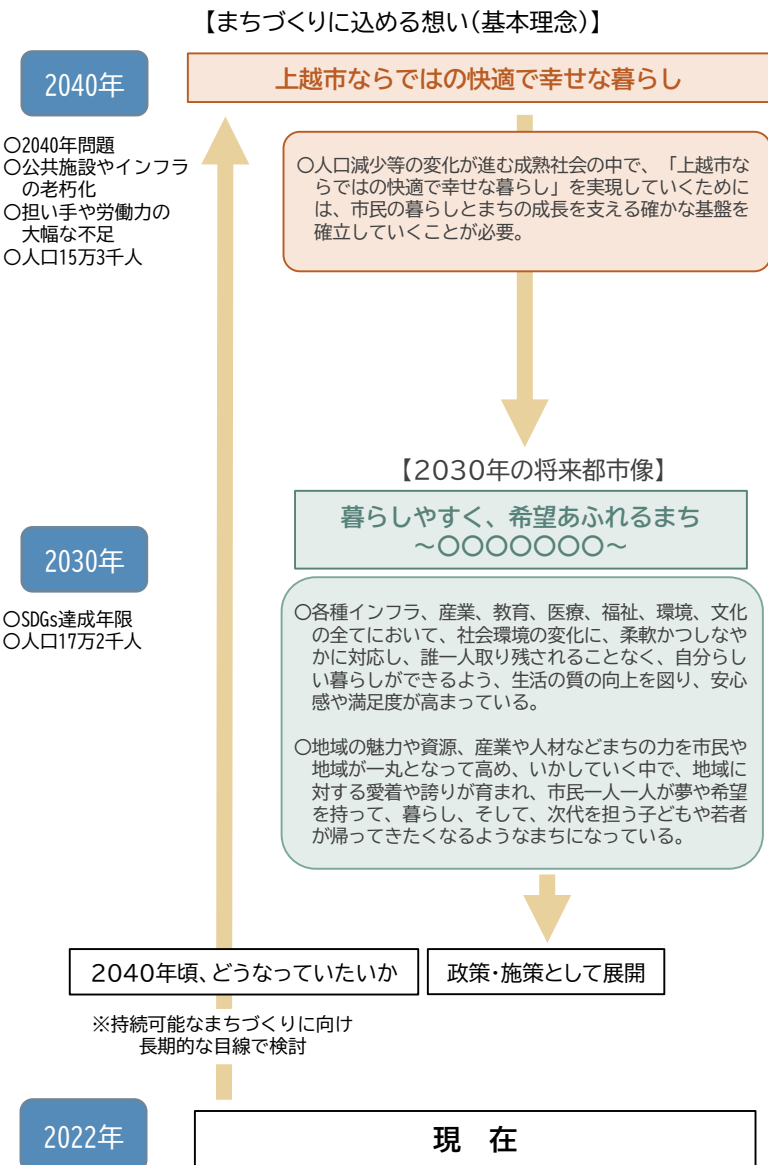 【まちづくりに込める想い(基本理念)】
2040年
上越市ならではの快適で幸せな暮らし
○2040年問題
○公共施設やインフラ
の老朽化
○担い手や労働力の
大幅な不足
○人口15万3千人
○人口減少等の変化が進む成熟社会の中で、「上越市な
らではの快適で幸せな暮らし」を実現していくために
は、市民の暮らしとまちの成長を支える確かな基盤を
確立していくことが必要。
【2030年の将来都市像】
暮らしやすく、希望あふれるまち
～○○○○○○○～
2030年
○SDGs達成年限
○人口17万2千人
○各種インフラ、産業、教育、医療、福祉、環境、文化
の全てにおいて、社会環境の変化に、柔軟かつしなや
かに対応し、誰一人取り残されることなく、自分らし
い暮らしができるよう、生活の質の向上を図り、安心
感や満足度が高まっている。
○地域の魅力や資源、産業や人材などまちの力を市民や
地域が一丸となって高め、いかしていく中で、地域に
対する愛着や誇りが育まれ、市民一人一人が夢や希望
を持って、暮らし、そして、次代を担う子どもや若者
が帰ってきたくなるようなまちになっている。
2040年頃、どうなっていたいか
政策・施策として展開
※持続可能なまちづくりに向け
長期的な目線で検討
2022年
現 在